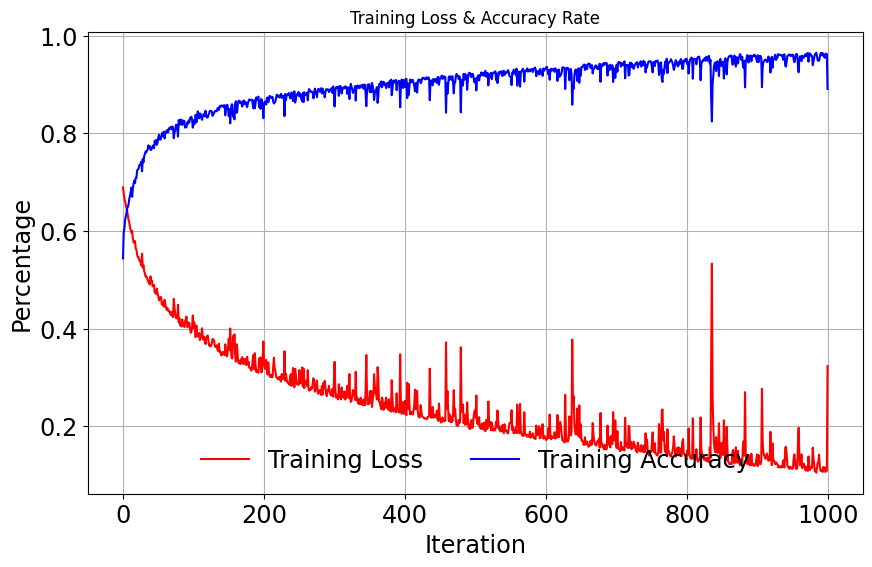 Training Loss & Accuracy Rate
1.0
0.8
0.6
0.4
0.2
Percentage
Training Loss
Training Accuracy
0 200 400 600 800 1000
Iteration